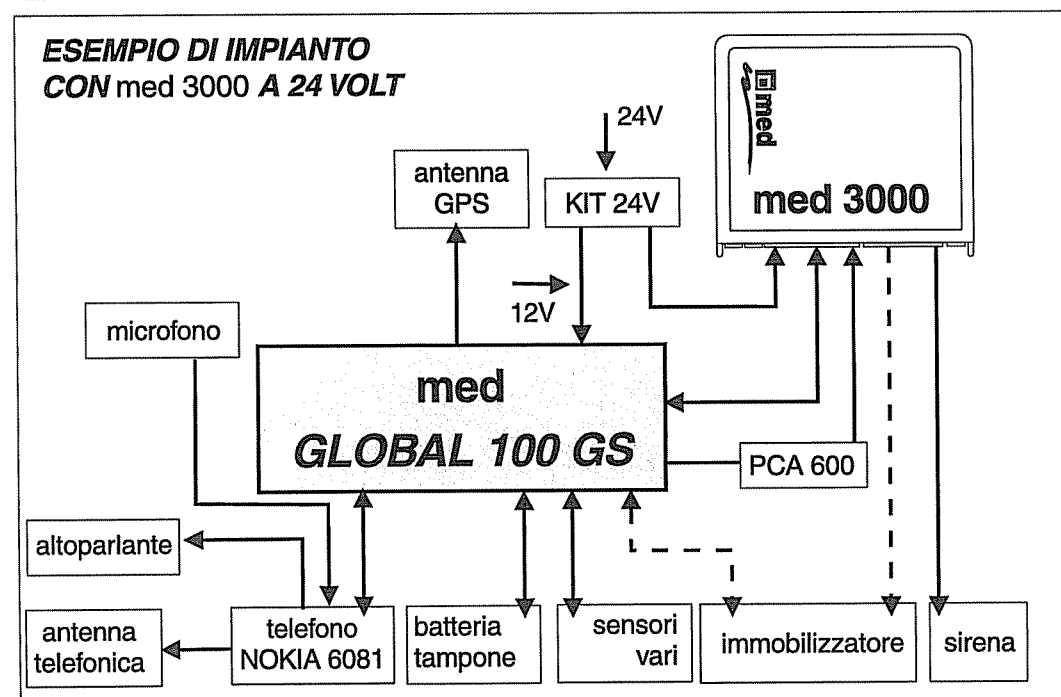 ESEMPIO DI IMPIANTO
CON med 3000 A 24 VOLT
med
med 3000
24V
antenna
GPS
KIT 24V
12V
microfono
med
GLOBAL 100 GS
PCA 600
altoparlante
antenna
telefonica
telefono
NOKIA 6081
batteria
tampone
sensori
vari
immobilizzatore
sirena